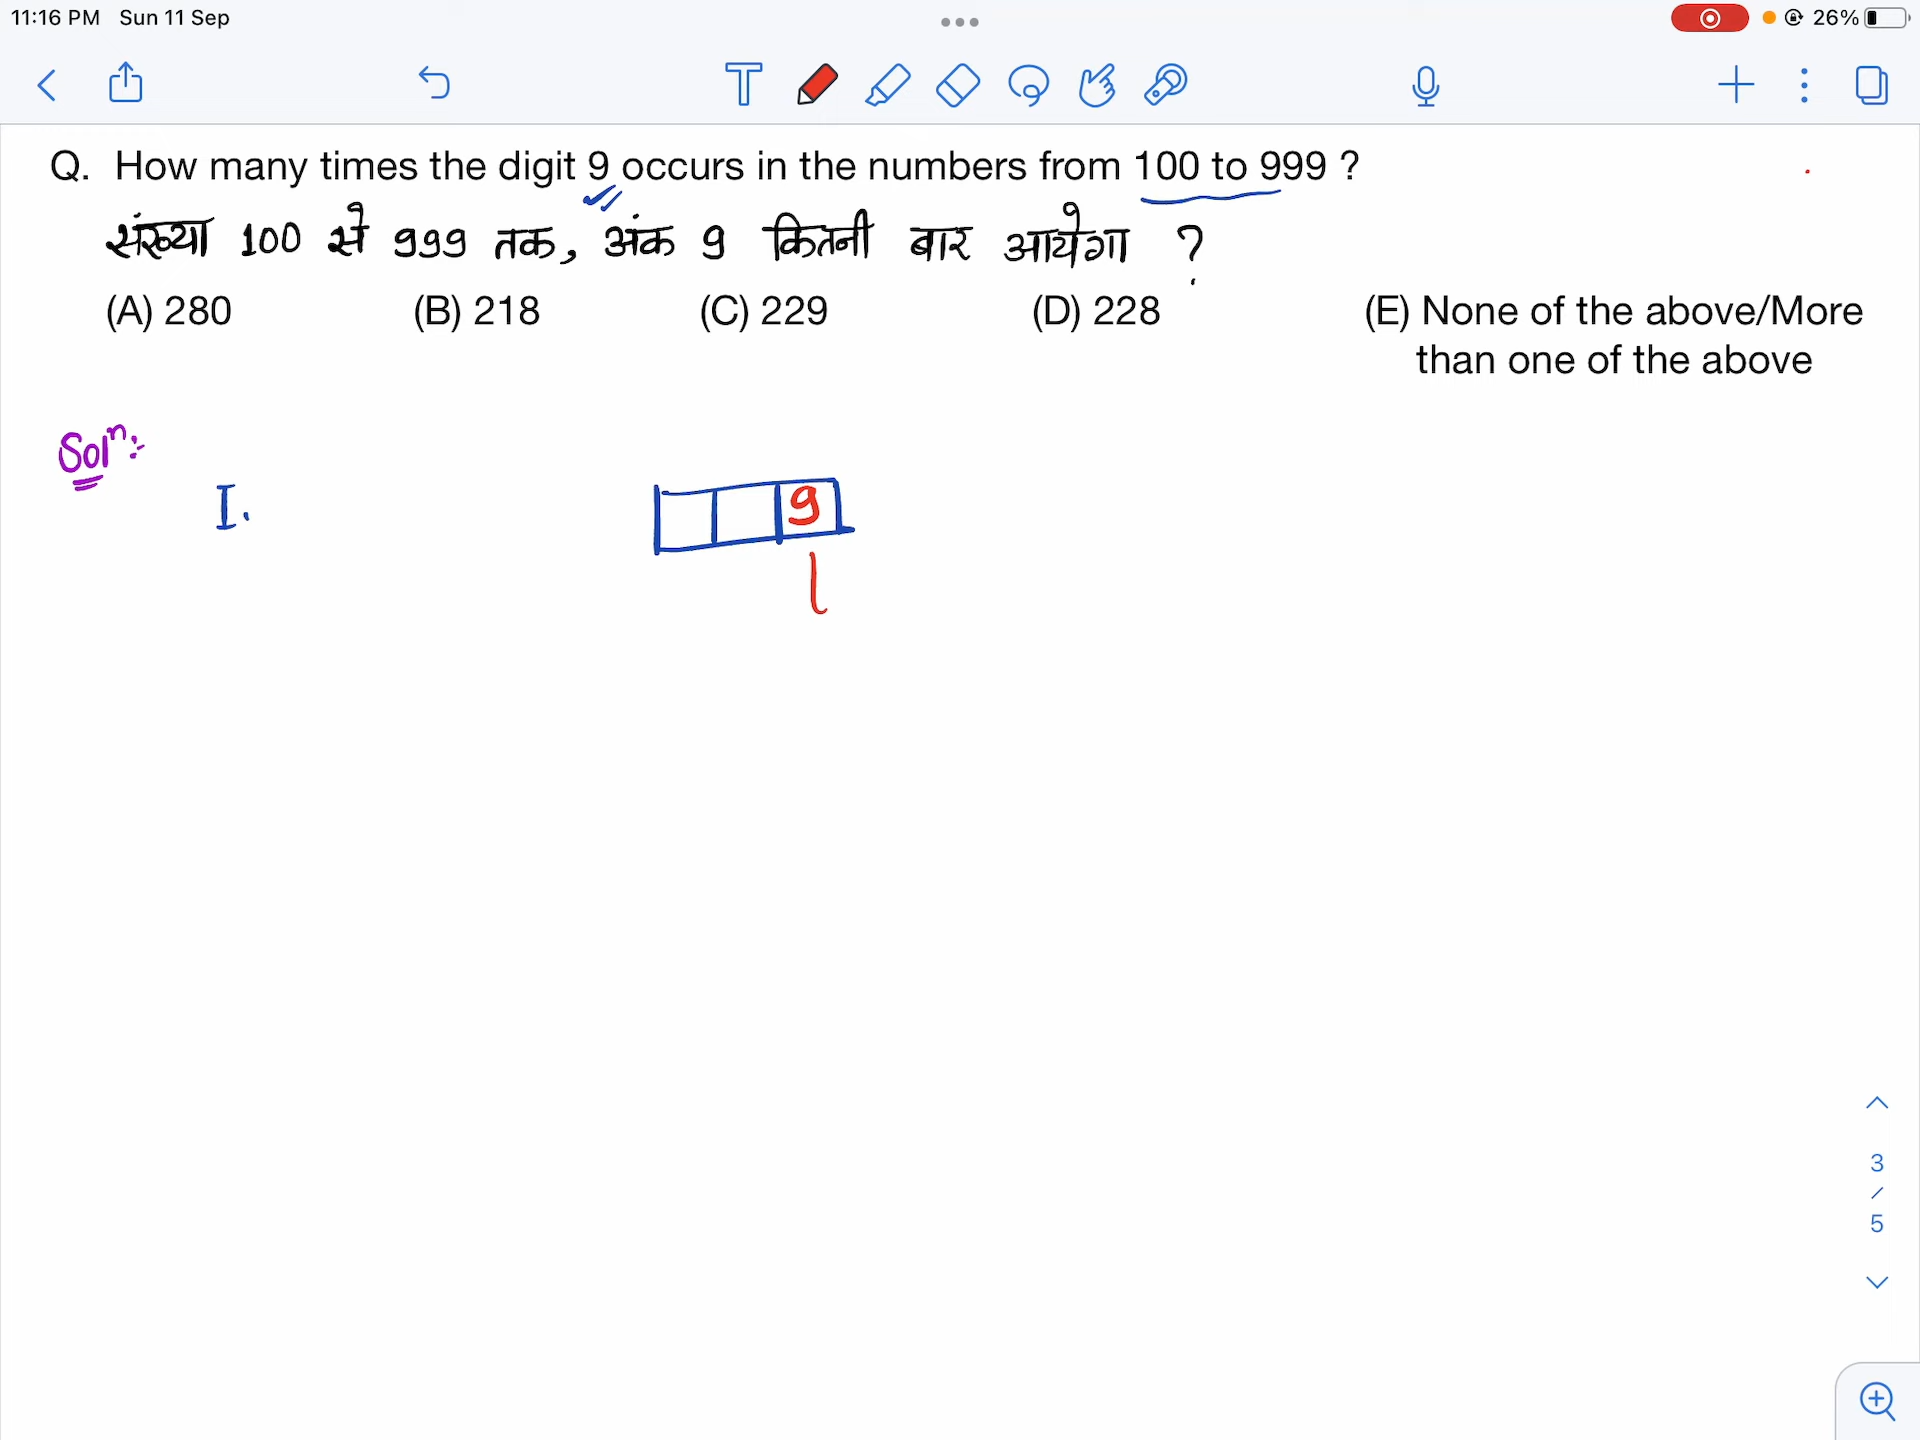 11:16 PM Sun 11 Sep
26%
T
Q. How many times the digit 9 occurs in the numbers from 100 to 999 ?
संख्या 100 से 999 तक, अंक 9 कितनी बार आयेगा ?
(A) 280 (B) 218 (C) 229 (D) 228 (E) None of the above/More
than one of the above
Solⁿ:
I.
9
1
3
/
5